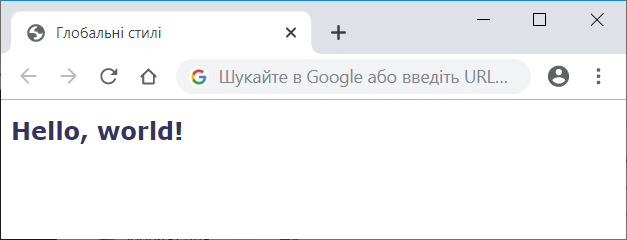 Глобальні стилі
Шукайте в Google або введіть URL...
Hello, world!